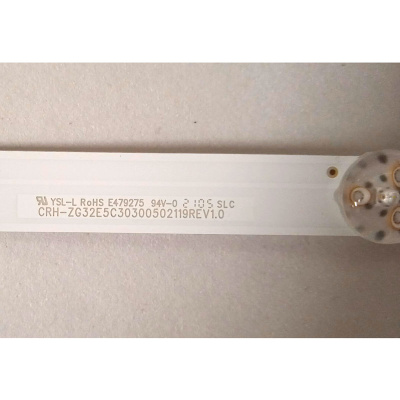 YSL-L RoHS E479275 94V-0 2105 SLC
CRH-ZG32E5C30300502119REV1.0